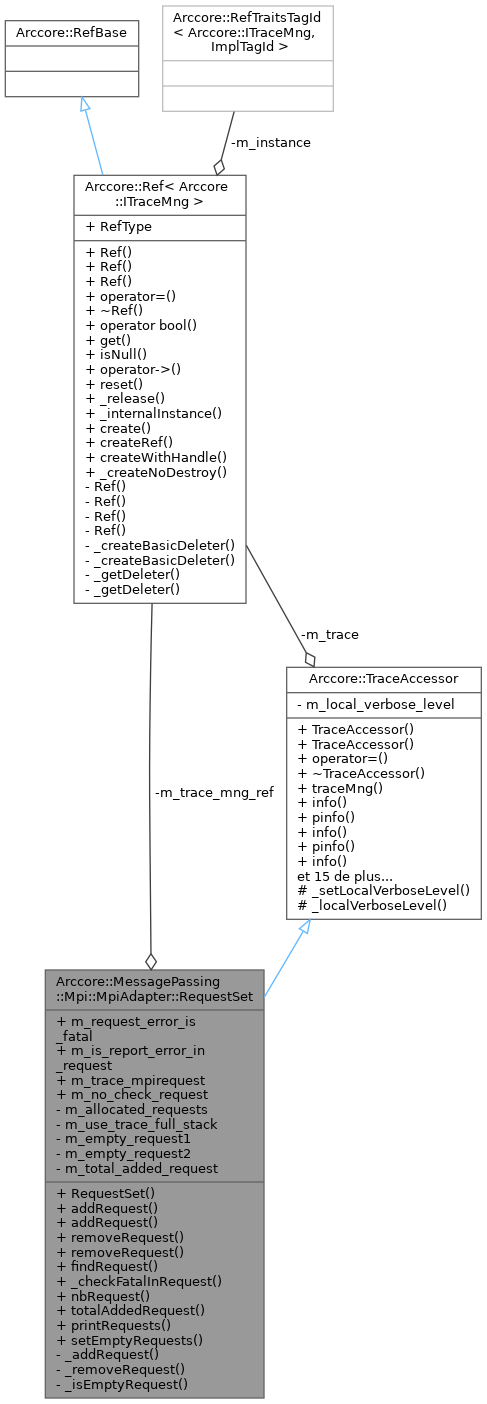 Arccore::RefBase
Arccore::RefTraitsTagId
< Arccore::ITraceMng,
ImplTagId >
-m_instance
Arccore::Ref< Arccore
::ITraceMng >
+ RefType
+ Ref()
+ Ref()
+ Ref()
+ operator=()
+ ~Ref()
+ operator bool()
+ get()
+ isNull()
+ operator->()
+ reset()
+ _release()
+ _internalInstance()
+ create()
+ createRef()
+ createWithHandle()
+ _createNoDestroy()
- Ref()
- Ref()
- Ref()
- Ref()
- _createBasicDeleter()
- _createBasicDeleter()
- _getDeleter()
- _getDeleter()
-m_trace
Arccore::TraceAccessor
- m_local_verbose_level
+ TraceAccessor()
+ TraceAccessor()
+ operator=()
+ ~TraceAccessor()
+ traceMng()
+ info()
+ pinfo()
+ info()
+ pinfo()
+ info()
et 15 de plus...
# _setLocalVerboseLevel()
# _localVerboseLevel()
-m_trace_mng_ref
Arccore::MessagePassing
::Mpi::MpiAdapter::RequestSet
+ m_request_error_is
_fatal
+ m_is_report_error_in
_request
+ m_trace_mpirequest
+ m_no_check_request
- m_allocated_requests
- m_use_trace_full_stack
- m_empty_request1
- m_empty_request2
- m_total_added_request
+ RequestSet()
+ addRequest()
+ addRequest()
+ removeRequest()
+ removeRequest()
+ findRequest()
+ _checkFatalInRequest()
+ nbRequest()
+ totalAddedRequest()
+ printRequests()
+ setEmptyRequests()
- _addRequest()
- _removeRequest()
- _isEmptyRequest()